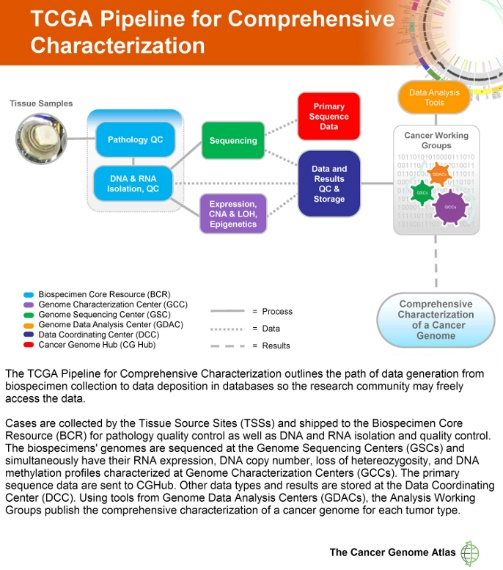 TCGA Pipeline for Comprehensive
Characterization
Tissue Samples
Pathology QC
DNA & RNA
Isolation, QC
Sequencing
Expression,
CNA & LOH,
Epigenetics
Primary
Sequence
Data
Data and
Results
QC &
Storage
Data Analysis
Tools
Cancer Working
Groups
GDACs
GSCs
GCCs
Comprehensive
Characterization
of a Cancer
Genome
Biospecimen Core Resource (BCR)
Genome Characterization Center (GCC)
Genome Sequencing Center (GSC)
Genome Data Analysis Center (GDAC)
Data Coordinating Center (DCC)
Cancer Genome Hub (CG Hub)
= Process
= Data
= Results
The TCGA Pipeline for Comprehensive Characterization outlines the path of data generation from
biospecimen collection to data deposition in databases so the research community may freely
access the data.
Cases are collected by the Tissue Source Sites (TSSs) and shipped to the Biospecimen Core
Resource (BCR) for pathology quality control as well as DNA and RNA isolation and quality control.
The biospecimens' genomes are sequenced at the Genome Sequencing Centers (GSCs) and
simultaneously have their RNA expression, DNA copy number, loss of heterozygosity, and DNA
methylation profiles characterized at Genome Characterization Centers (GCCs). The primary
sequence data are sent to CGHub. Other data types and results are stored at the Data Coordinating
Center (DCC). Using tools from Genome Data Analysis Centers (GDACs), the Analysis Working
Groups publish the comprehensive characterization of a cancer genome for each tumor type.
The Cancer Genome Atlas